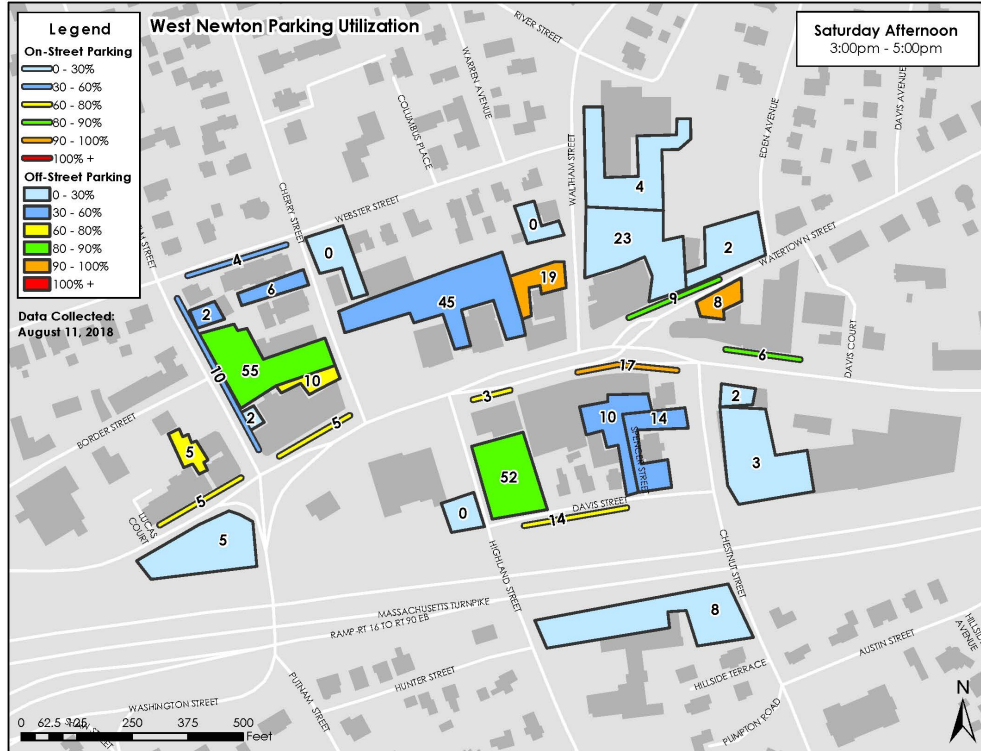 Legend
On-Street Parking
0 - 30%
30 - 60%
60 - 80%
80 - 90%
90 - 100%
100% +
Off-Street Parking
0 - 30%
30 - 60%
60 - 80%
80 - 90%
90 - 100%
100% +
Data Collected:
August 11, 2018
West Newton Parking Utilization
Saturday Afternoon
3:00pm - 5:00pm
RIVER STREET
WARREN AVENUE
COLUMBUS PLACE
WALTHAM STREET
EDEN AVENUE
DAVIS AVENUE
CHERRY STREET
WEBSTER STREET
WATERTOWN STREET
STREET
4
0
0
4
23
2
6
2
45
19
9
8
10
55
10
6
DAVIS COURT
17
3
2
5
2
10
14
BORDER STREET
SPENCER STREET
5
52
3
5
0
14
DAVIS STREET
LUCAS
COURT
5
HIGHLAND STREET
CHESTNUT STREET
MASSACHUSETTS TURNPIKE
RAMP-RT 16 TO RT 90 EB
8
HUNTER STREET
PUTNAM STREET
WASHINGTON STREET
HILLSIDE TERRACE
AUSTIN STREET
HILLSIDE
AVENUE
PLIMPTON ROAD
STREET
0 62.5 125 250 375 500
Feet
N